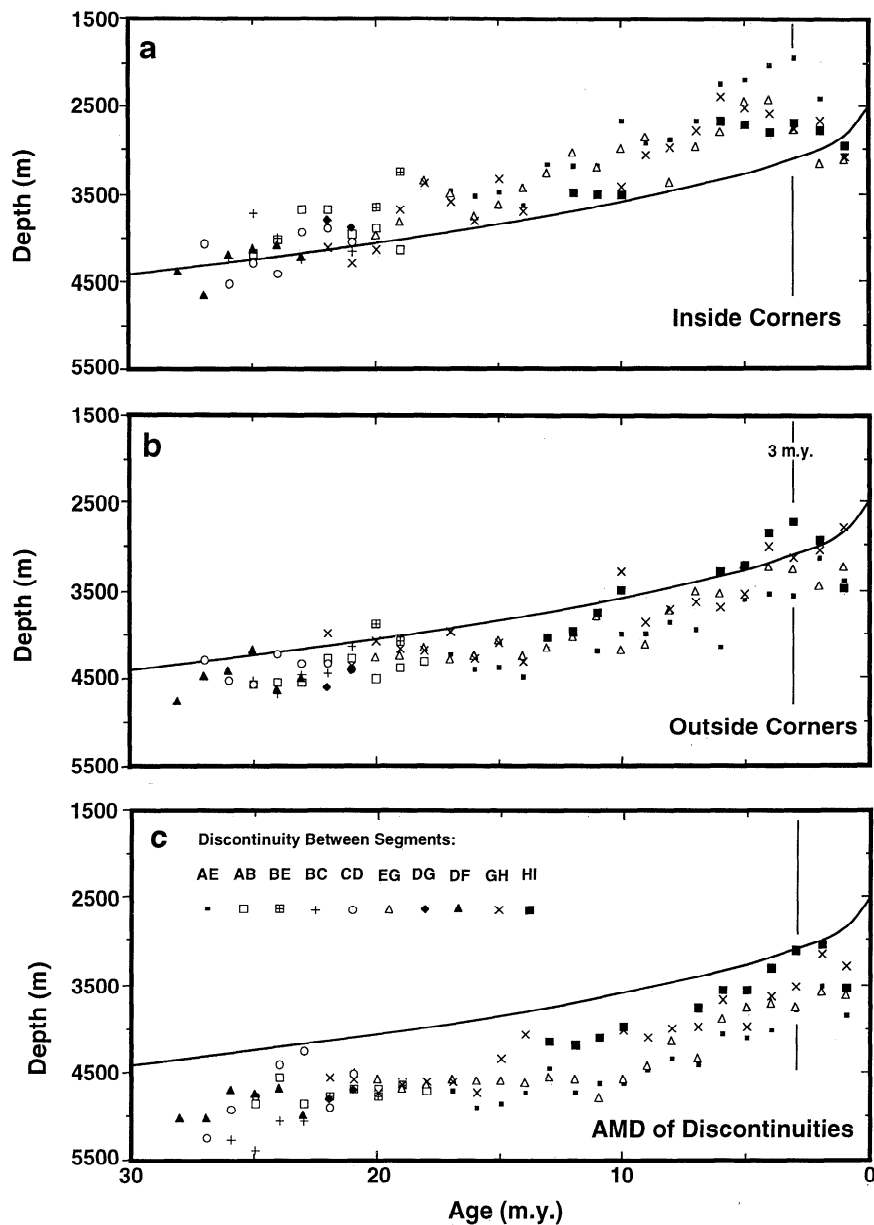 a
1500
2500
3500
4500
5500
Depth (m)
Inside Corners
b
1500
2500
3500
4500
5500
Depth (m)
3 m.y.
Outside Corners
c
1500
2500
3500
4500
5500
Depth (m)
Discontinuity Between Segments:
AE AB BE BC CD EG DG DF GH HI
AMD of Discontinuities
30 20 10 0
Age (m.y.)